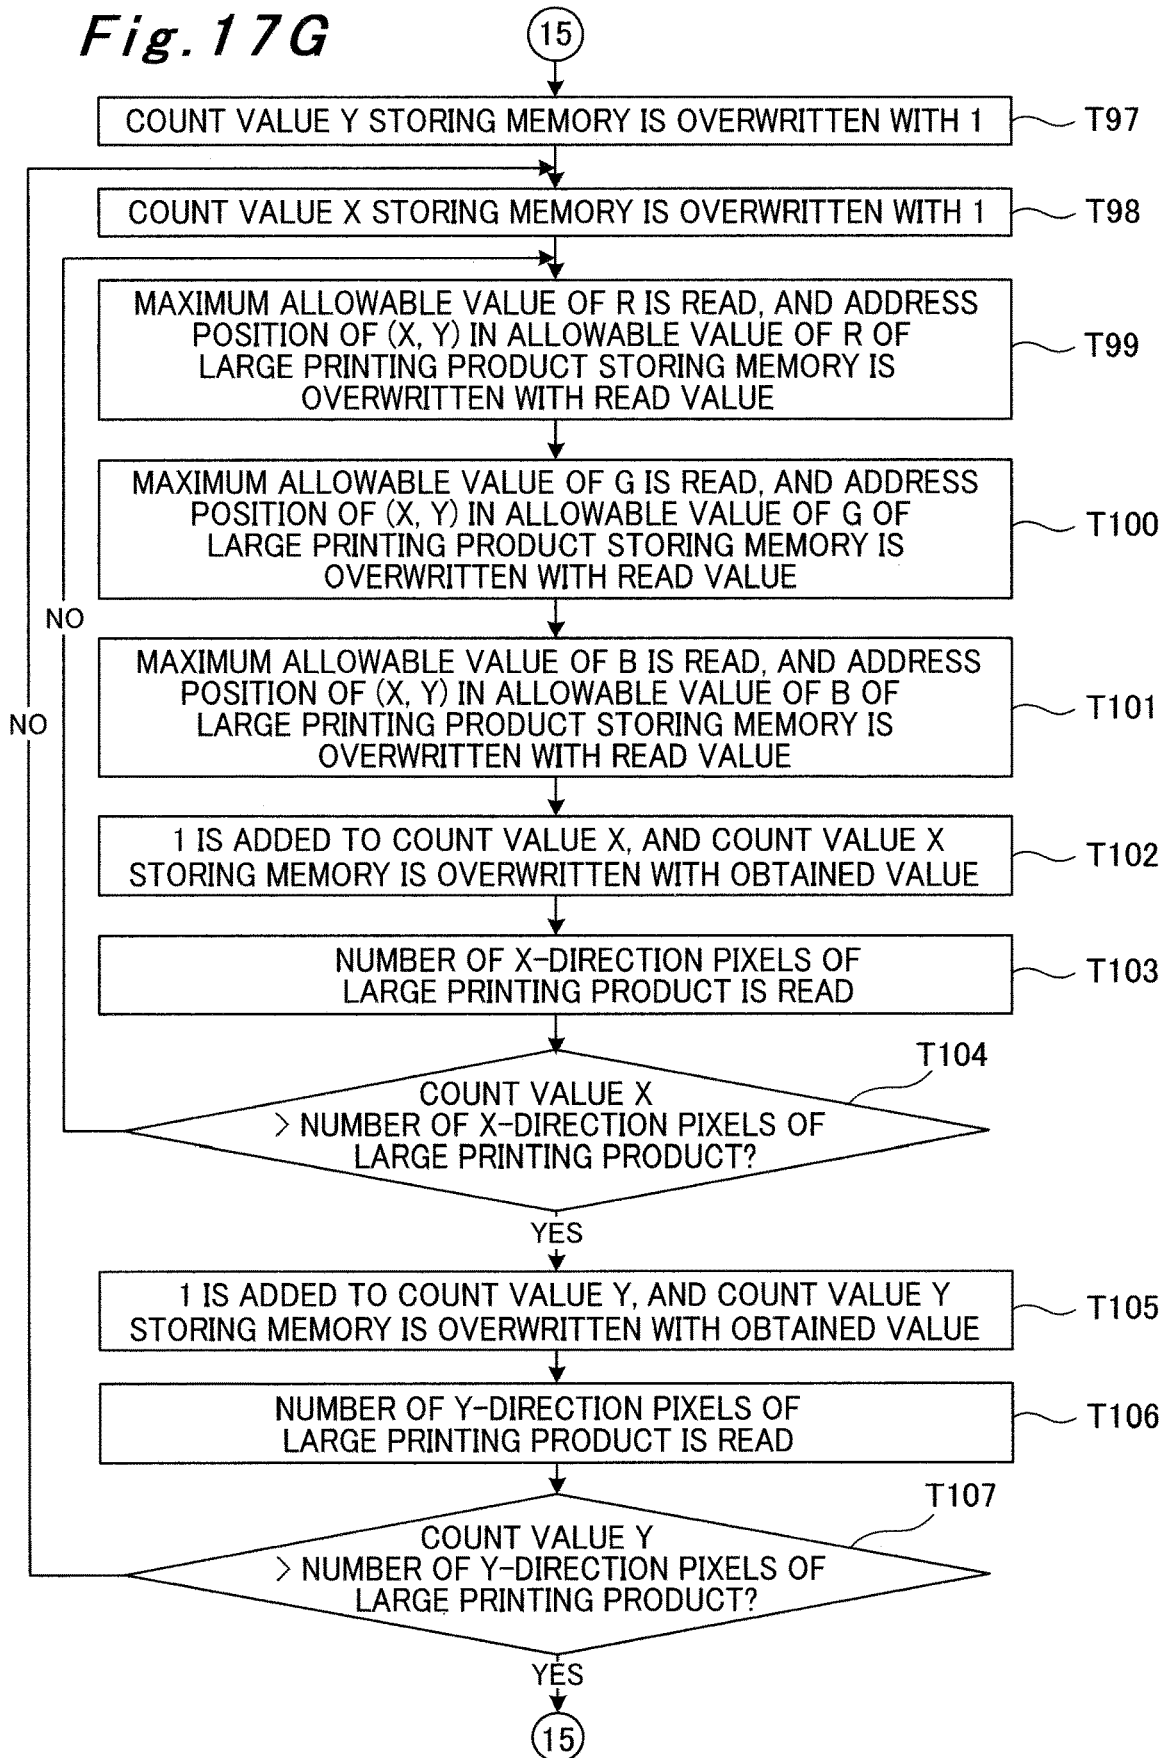 Fig.17G
15
COUNT VALUE Y STORING MEMORY IS OVERWRITTEN WITH 1
T97
COUNT VALUE X STORING MEMORY IS OVERWRITTEN WITH 1
T98
MAXIMUM ALLOWABLE VALUE OF R IS READ, AND ADDRESS
POSITION OF (X, Y) IN ALLOWABLE VALUE OF R OF
LARGE PRINTING PRODUCT STORING MEMORY IS
OVERWRITTEN WITH READ VALUE
T99
MAXIMUM ALLOWABLE VALUE OF G IS READ, AND ADDRESS
POSITION OF (X, Y) IN ALLOWABLE VALUE OF G OF
LARGE PRINTING PRODUCT STORING MEMORY IS
OVERWRITTEN WITH READ VALUE
T100
NO
MAXIMUM ALLOWABLE VALUE OF B IS READ, AND ADDRESS
POSITION OF (X, Y) IN ALLOWABLE VALUE OF B OF
LARGE PRINTING PRODUCT STORING MEMORY IS
OVERWRITTEN WITH READ VALUE
T101
NO
1 IS ADDED TO COUNT VALUE X, AND COUNT VALUE X
STORING MEMORY IS OVERWRITTEN WITH OBTAINED VALUE
T102
NUMBER OF X-DIRECTION PIXELS OF
LARGE PRINTING PRODUCT IS READ
T103
T104
COUNT VALUE X
> NUMBER OF X-DIRECTION PIXELS OF
LARGE PRINTING PRODUCT?
YES
1 IS ADDED TO COUNT VALUE Y, AND COUNT VALUE Y
STORING MEMORY IS OVERWRITTEN WITH OBTAINED VALUE
T105
NUMBER OF Y-DIRECTION PIXELS OF
LARGE PRINTING PRODUCT IS READ
T106
T107
COUNT VALUE Y
> NUMBER OF Y-DIRECTION PIXELS OF
LARGE PRINTING PRODUCT?
YES
15